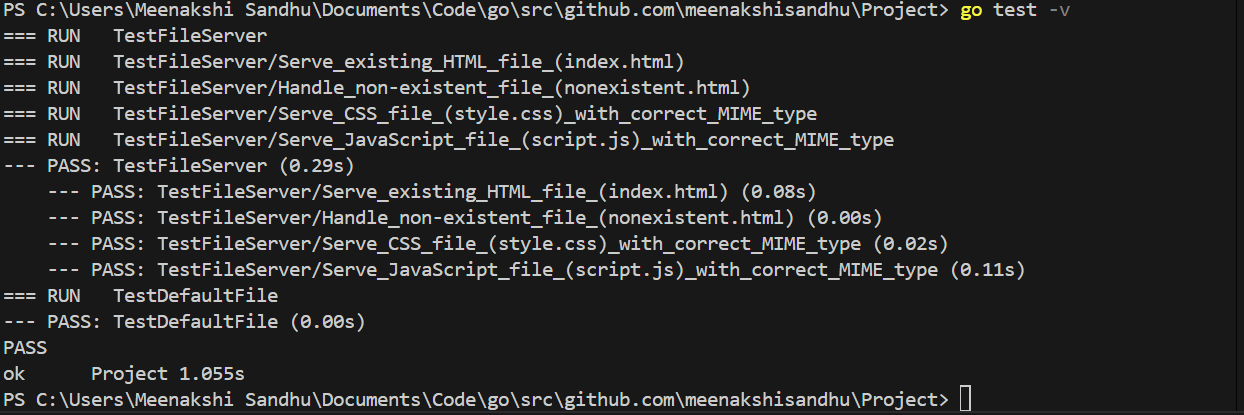 PS C:\Users\Meenakshi Sandhu\Documents\Code\go\src\github.com\meenakshisandhu\Project> go test -v
=== RUN   TestFileServer
=== RUN   TestFileServer/Serve_existing_HTML_file_(index.html)
=== RUN   TestFileServer/Handle_non-existent_file_(nonexistent.html)
=== RUN   TestFileServer/Serve_CSS_file_(style.css)_with_correct_MIME_type
=== RUN   TestFileServer/Serve_JavaScript_file_(script.js)_with_correct_MIME_type
--- PASS: TestFileServer (0.29s)
    --- PASS: TestFileServer/Serve_existing_HTML_file_(index.html) (0.08s)
    --- PASS: TestFileServer/Handle_non-existent_file_(nonexistent.html) (0.00s)
    --- PASS: TestFileServer/Serve_CSS_file_(style.css)_with_correct_MIME_type (0.02s)
    --- PASS: TestFileServer/Serve_JavaScript_file_(script.js)_with_correct_MIME_type (0.11s)
=== RUN   TestDefaultFile
--- PASS: TestDefaultFile (0.00s)
PASS
ok      Project 1.055s
PS C:\Users\Meenakshi Sandhu\Documents\Code\go\src\github.com\meenakshisandhu\Project>